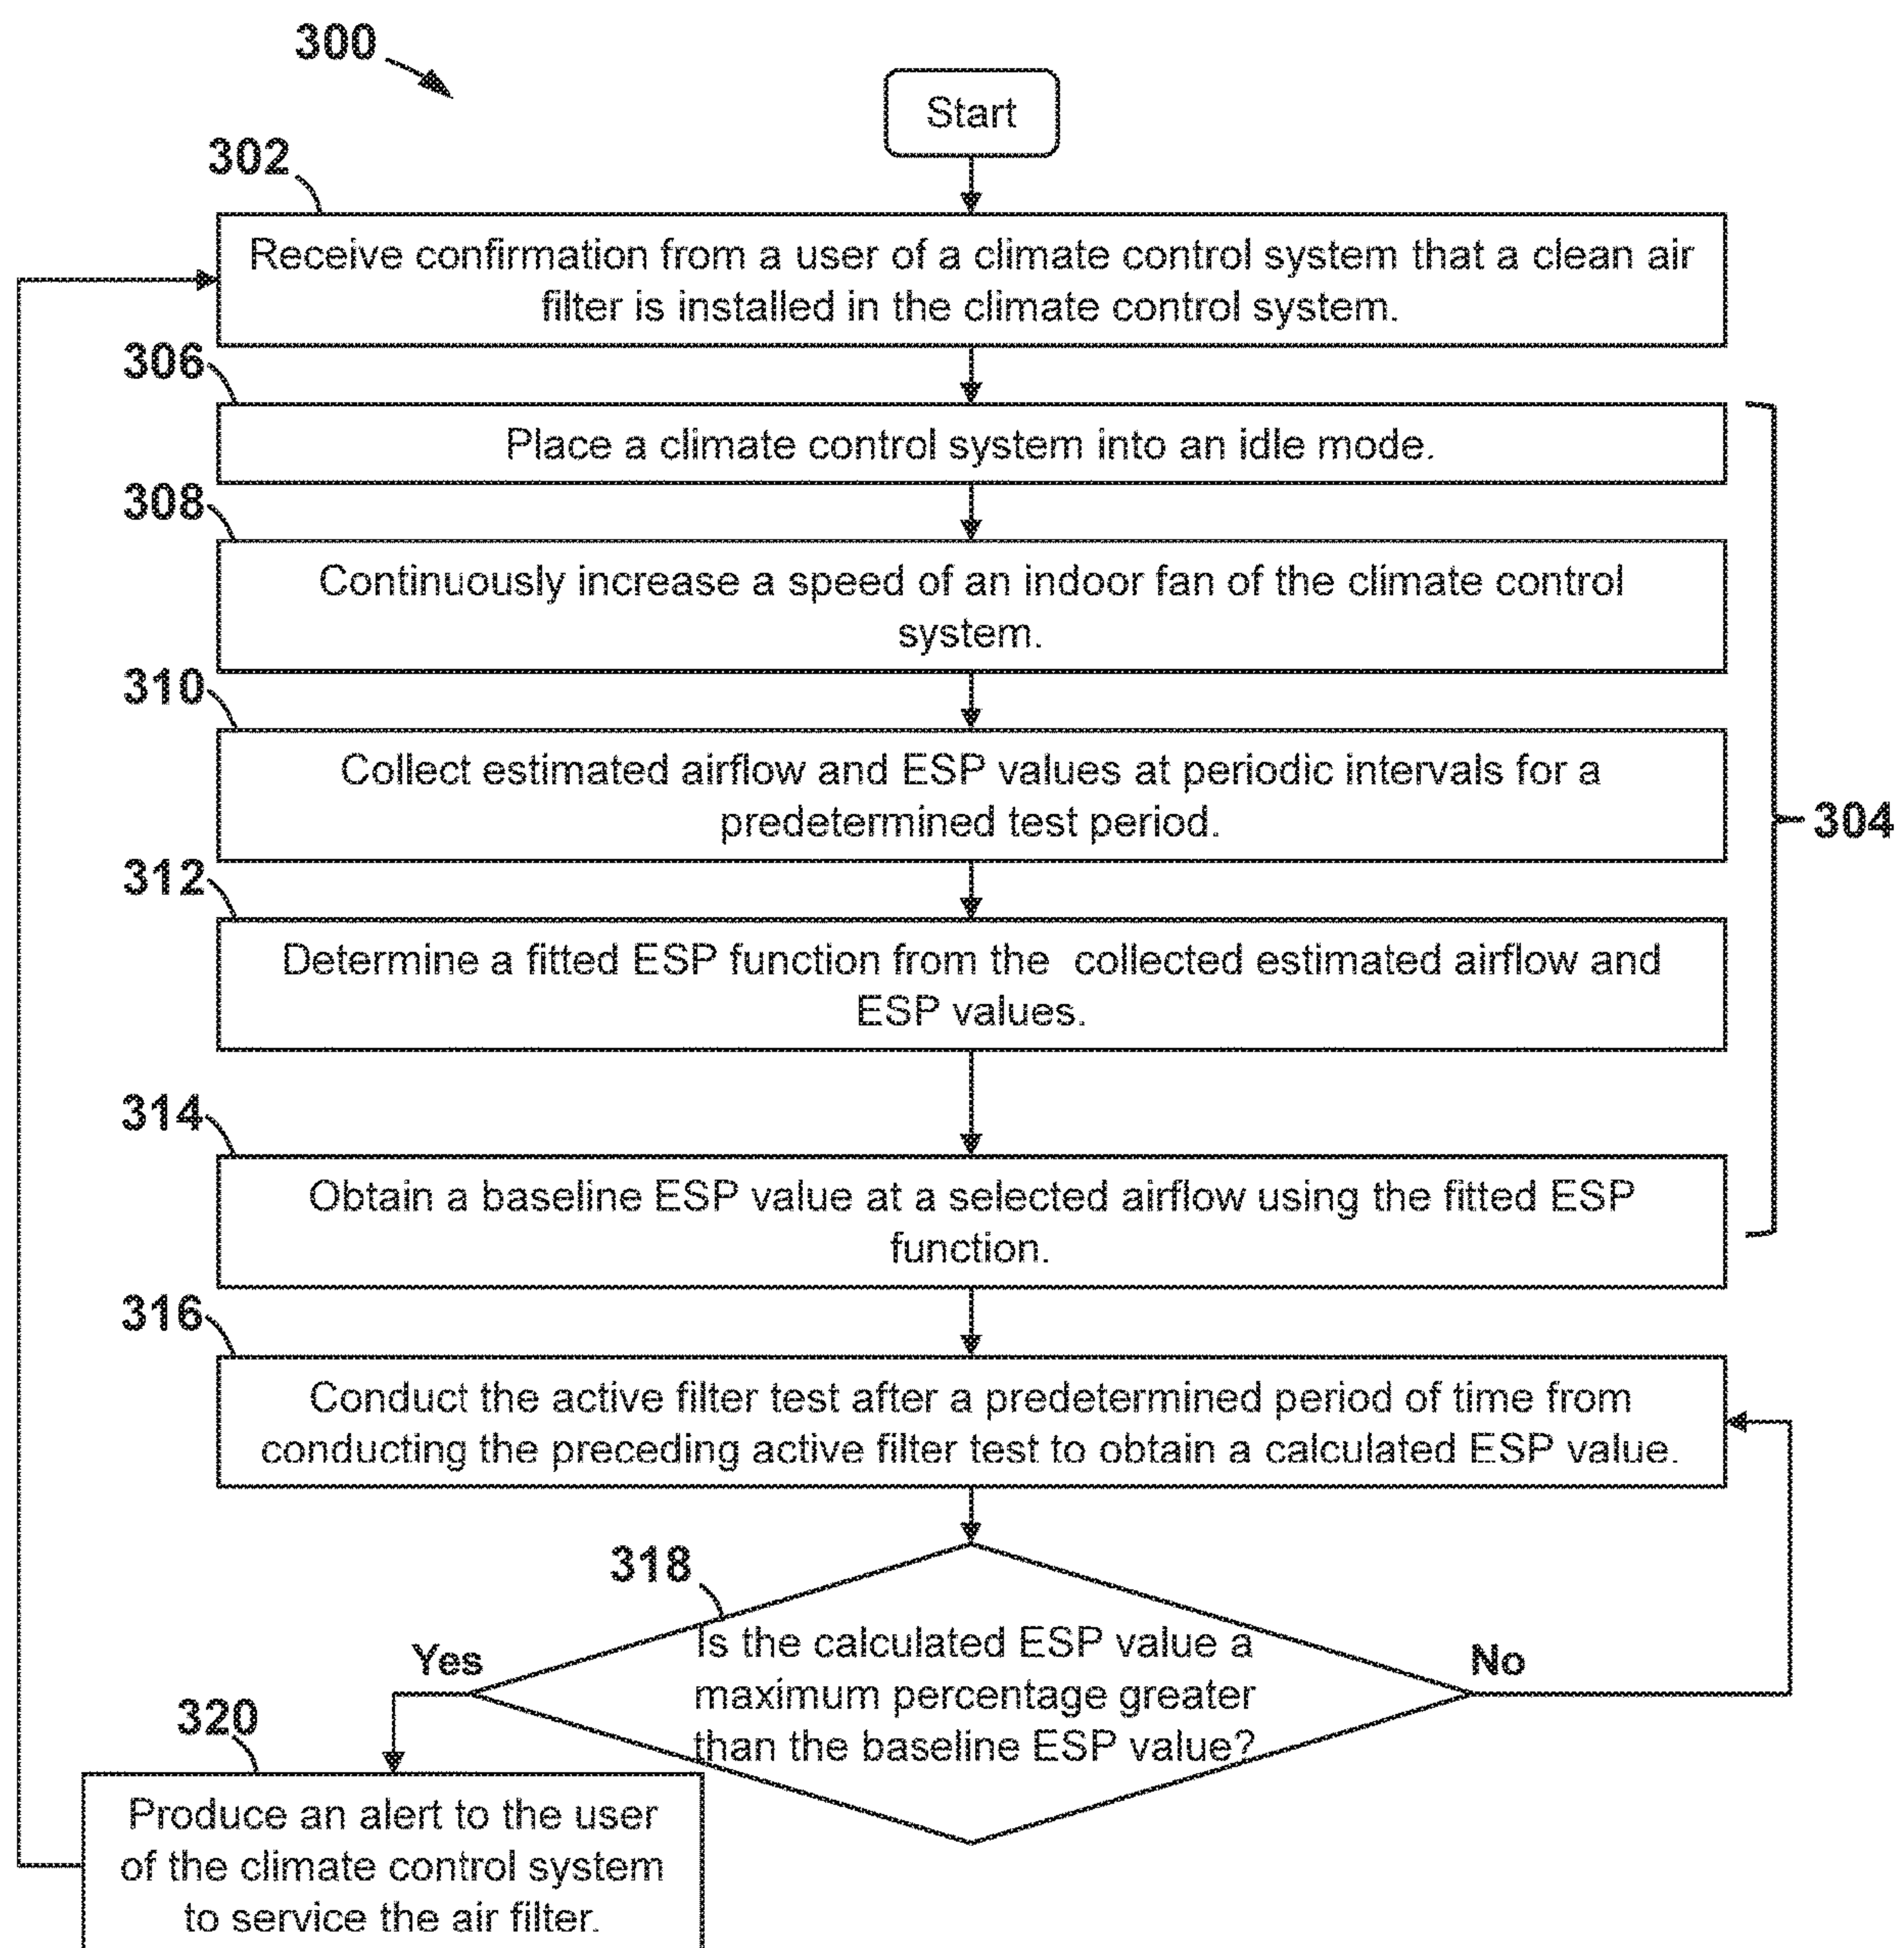 300
Start
302
Receive confirmation from a user of a climate control system that a clean air
filter is installed in the climate control system.
306
Place a climate control system into an idle mode.
308
Continuously increase a speed of an indoor fan of the climate control
system.
310
Collect estimated airflow and ESP values at periodic intervals for a
predetermined test period.
304
312
Determine a fitted ESP function from the collected estimated airflow and
ESP values.
314
Obtain a baseline ESP value at a selected airflow using the fitted ESP
function.
316
Conduct the active filter test after a predetermined period of time from
conducting the preceding active filter test to obtain a calculated ESP value.
318
Is the calculated ESP value a
maximum percentage greater
than the baseline ESP value?
Yes
No
320
Produce an alert to the user
of the climate control system
to service the air filter.